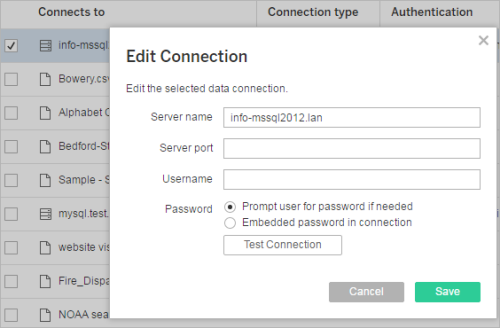 Connects to Connection type Authentication
Edit Connection
Edit the selected data connection.
Server name info-mssql2012.lan
Server port
Username
Password Prompt user for password if needed
Embedded password in connection
Test Connection
Cancel Save
info-mssql
Bowery.csv
Alphabet
Bedford-St
Sample - S
mysql.test.
website vis
Fire_Dispa
NOAA sea